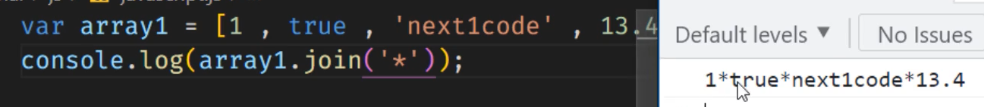 var array1 = [1 , true , 'next1code' , 13.4
console.log(array1.join('*'));
Default levels ▼ No Issues
1*true*next1code*13.4